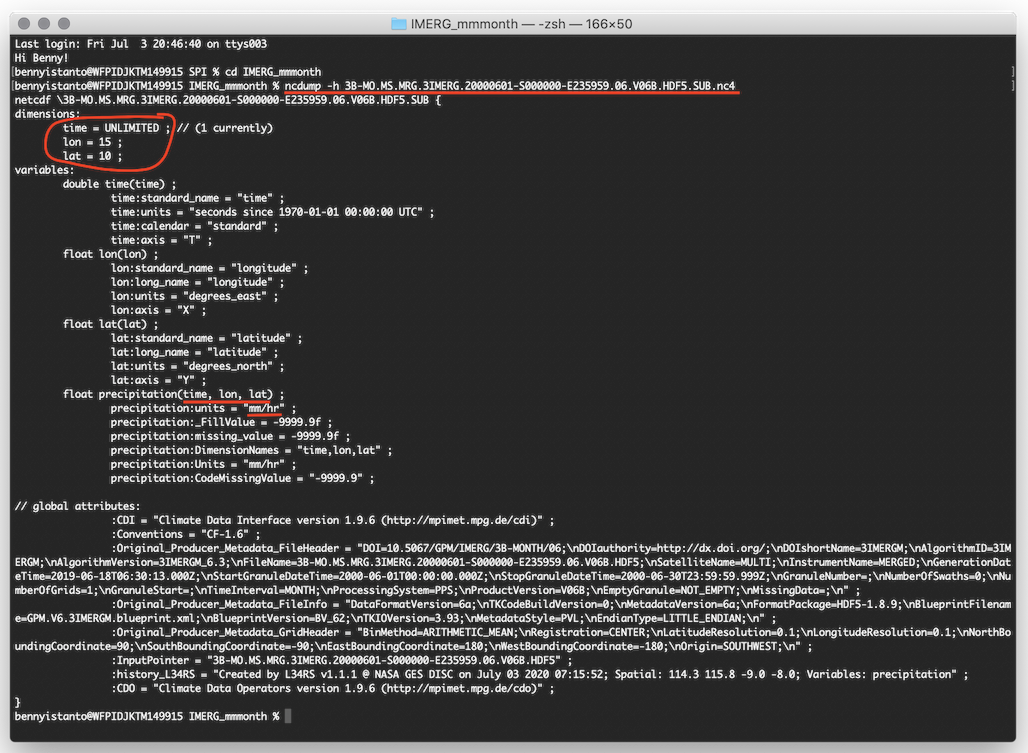 IMERG_mmmonth — -zsh — 166×50
Last login: Fri Jul  3 20:46:40 on ttys003
Hi Benny!
[bennyistanto@WFPIDJKTM149915 SPI % cd IMERG_mmmonth ]
[bennyistanto@WFPIDJKTM149915 IMERG_mmmonth % ncdump -h 3B-MO.MS.MRG.3IMERG.20000601-S000000-E235959.06.V06B.HDF5.SUB.nc4 ]
netcdf \3B-MO.MS.MRG.3IMERG.20000601-S000000-E235959.06.V06B.HDF5.SUB {
dimensions:
        time = UNLIMITED ; // (1 currently)
        lon = 15 ;
        lat = 10 ;
variables:
        double time(time) ;
                time:standard_name = "time" ;
                time:units = "seconds since 1970-01-01 00:00:00 UTC" ;
                time:calendar = "standard" ;
                time:axis = "T" ;
        float lon(lon) ;
                lon:standard_name = "longitude" ;
                lon:long_name = "longitude" ;
                lon:units = "degrees_east" ;
                lon:axis = "X" ;
        float lat(lat) ;
                lat:standard_name = "latitude" ;
                lat:long_name = "latitude" ;
                lat:units = "degrees_north" ;
                lat:axis = "Y" ;
        float precipitation(time, lon, lat) ;
                precipitation:units = "mm/hr" ;
                precipitation:_FillValue = -9999.9f ;
                precipitation:missing_value = -9999.9f ;
                precipitation:DimensionNames = "time,lon,lat" ;
                precipitation:Units = "mm/hr" ;
                precipitation:CodeMissingValue = "-9999.9" ;
// global attributes:
                :CDI = "Climate Data Interface version 1.9.6 (http://mpimet.mpg.de/cdi)" ;
                :Conventions = "CF-1.6" ;
                :Original_Producer_Metadata_FileHeader = "DOI=10.5067/GPM/IMERG/3B-MONTH/06;\nDOIauthority=http://dx.doi.org/;\nDOIshortName=3IMERGM;\nAlgorithmID=3IM
ERGM;\nAlgorithmVersion=3IMERGM_6.3;\nFileName=3B-MO.MS.MRG.3IMERG.20000601-S000000-E235959.06.V06B.HDF5;\nSatelliteName=MULTI;\nInstrumentName=MERGED;\nGenerationDat
eTime=2019-06-18T06:30:13.000Z;\nStartGranuleDateTime=2000-06-01T00:00:00.000Z;\nStopGranuleDateTime=2000-06-30T23:59:59.999Z;\nGranuleNumber=;\nNumberOfSwaths=0;\nNu
mberOfGrids=1;\nGranuleStart=;\nTimeInterval=MONTH;\nProcessingSystem=PPS;\nProductVersion=V06B;\nEmptyGranule=NOT_EMPTY;\nMissingData=;\n" ;
                :Original_Producer_Metadata_FileInfo = "DataFormatVersion=6a;\nTKCodeBuildVersion=0;\nMetadataVersion=6a;\nFormatPackage=HDF5-1.8.9;\nBlueprintFilenam
e=GPM.V6.3IMERGM.blueprint.xml;\nBlueprintVersion=BV_62;\nTKIOVersion=3.93;\nMetadataStyle=PVL;\nEndianType=LITTLE_ENDIAN;\n" ;
                :Original_Producer_Metadata_GridHeader = "BinMethod=ARITHMETIC_MEAN;\nRegistration=CENTER;\nLatitudeResolution=0.1;\nLongitudeResolution=0.1;\nNorthBo
undingCoordinate=90;\nSouthBoundingCoordinate=-90;\nEastBoundingCoordinate=180;\nWestBoundingCoordinate=-180;\nOrigin=SOUTHWEST;\n" ;
                :InputPointer = "3B-MO.MS.MRG.3IMERG.20000601-S000000-E235959.06.V06B.HDF5" ;
                :history_L34RS = "Created by L34RS v1.1.1 @ NASA GES DISC on July 03 2020 07:15:52; Spatial: 114.3 115.8 -9.0 -8.0; Variables: precipitation" ;
                :CDO = "Climate Data Operators version 1.9.6 (http://mpimet.mpg.de/cdo)" ;
}
bennyistanto@WFPIDJKTM149915 IMERG_mmmonth %